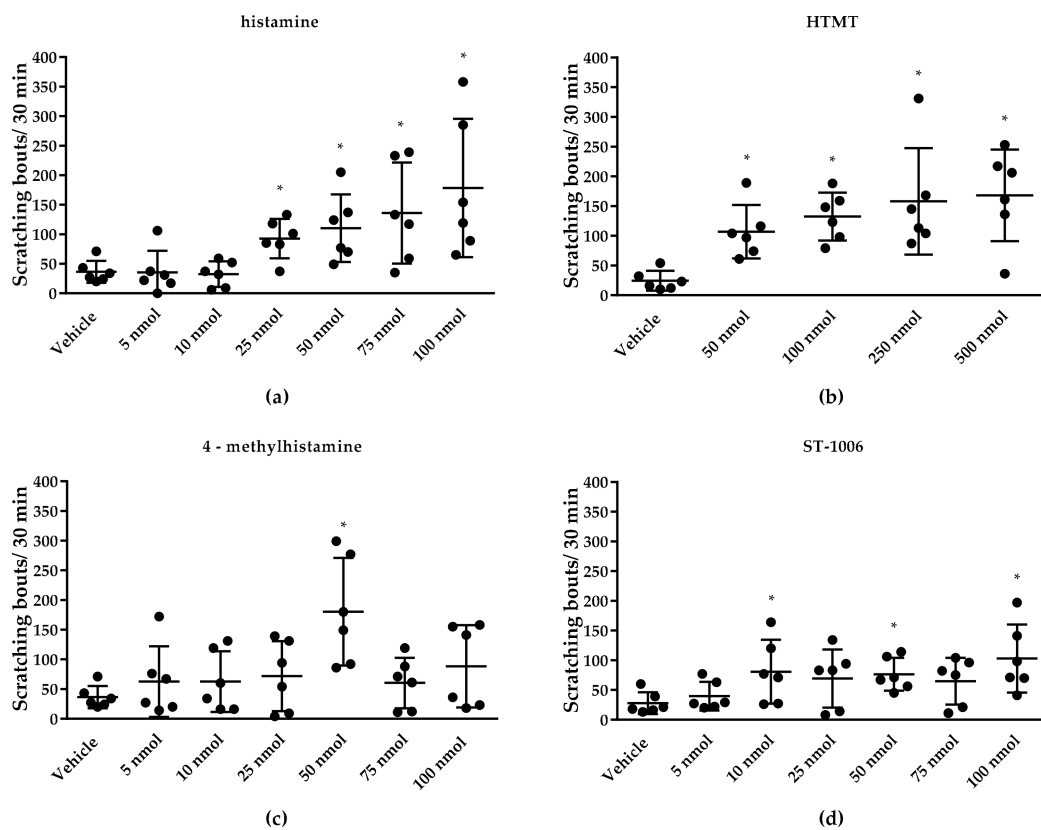 histamine
Scratching bouts/ 30 min
400
350
300
250
200
150
100
50
0
* * * *
Vehicle
5 nmol
10 nmol
25 nmol
50 nmol
75 nmol
100 nmol
(a)
HTMT
Scratching bouts/ 30 min
400
350
300
250
200
150
100
50
0
* * * *
Vehicle
50 nmol
100 nmol
250 nmol
500 nmol
(b)
4 - methylhistamine
Scratching bouts/ 30 min
400
350
300
250
200
150
100
50
0
*
Vehicle
5 nmol
10 nmol
25 nmol
50 nmol
75 nmol
100 nmol
(c)
ST-1006
Scratching bouts/ 30 min
400
350
300
250
200
150
100
50
0
* * *
Vehicle
5 nmol
10 nmol
25 nmol
50 nmol
75 nmol
100 nmol
(d)